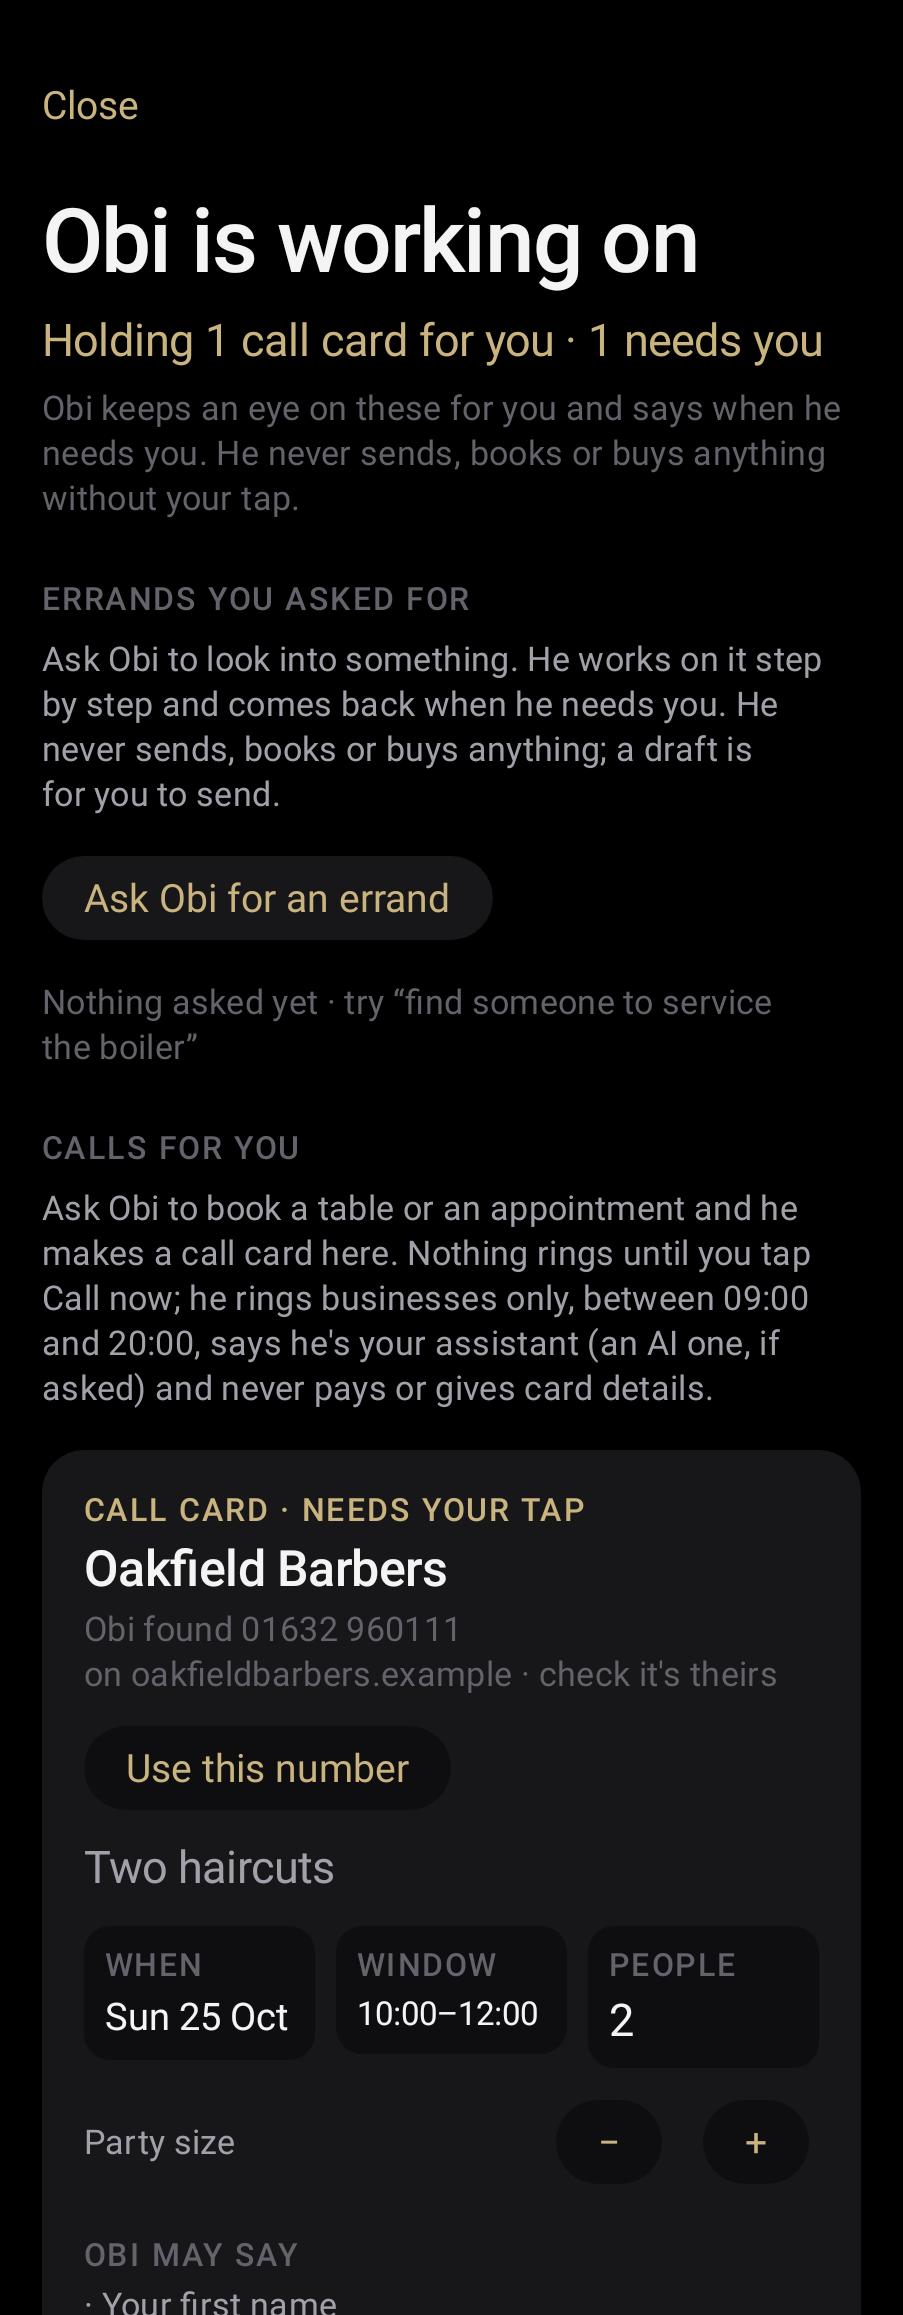 Close
Obi is working on
Holding 1 call card for you · 1 needs you
Obi keeps an eye on these for you and says when he
needs you. He never sends, books or buys anything
without your tap.
ERRANDS YOU ASKED FOR
Ask Obi to look into something. He works on it step
by step and comes back when he needs you. He
never sends, books or buys anything; a draft is
for you to send.
Ask Obi for an errand
Nothing asked yet · try “find someone to service
the boiler”
CALLS FOR YOU
Ask Obi to book a table or an appointment and he
makes a call card here. Nothing rings until you tap
Call now; he rings businesses only, between 09:00
and 20:00, says he's your assistant (an AI one, if
asked) and never pays or gives card details.
CALL CARD · NEEDS YOUR TAP
Oakfield Barbers
Obi found 01632 960111
on oakfieldbarbers.example · check it's theirs
Use this number
Two haircuts
WHEN
Sun 25 Oct
WINDOW
10:00–12:00
PEOPLE
2
Party size
−
+
OBI MAY SAY
· Your first name